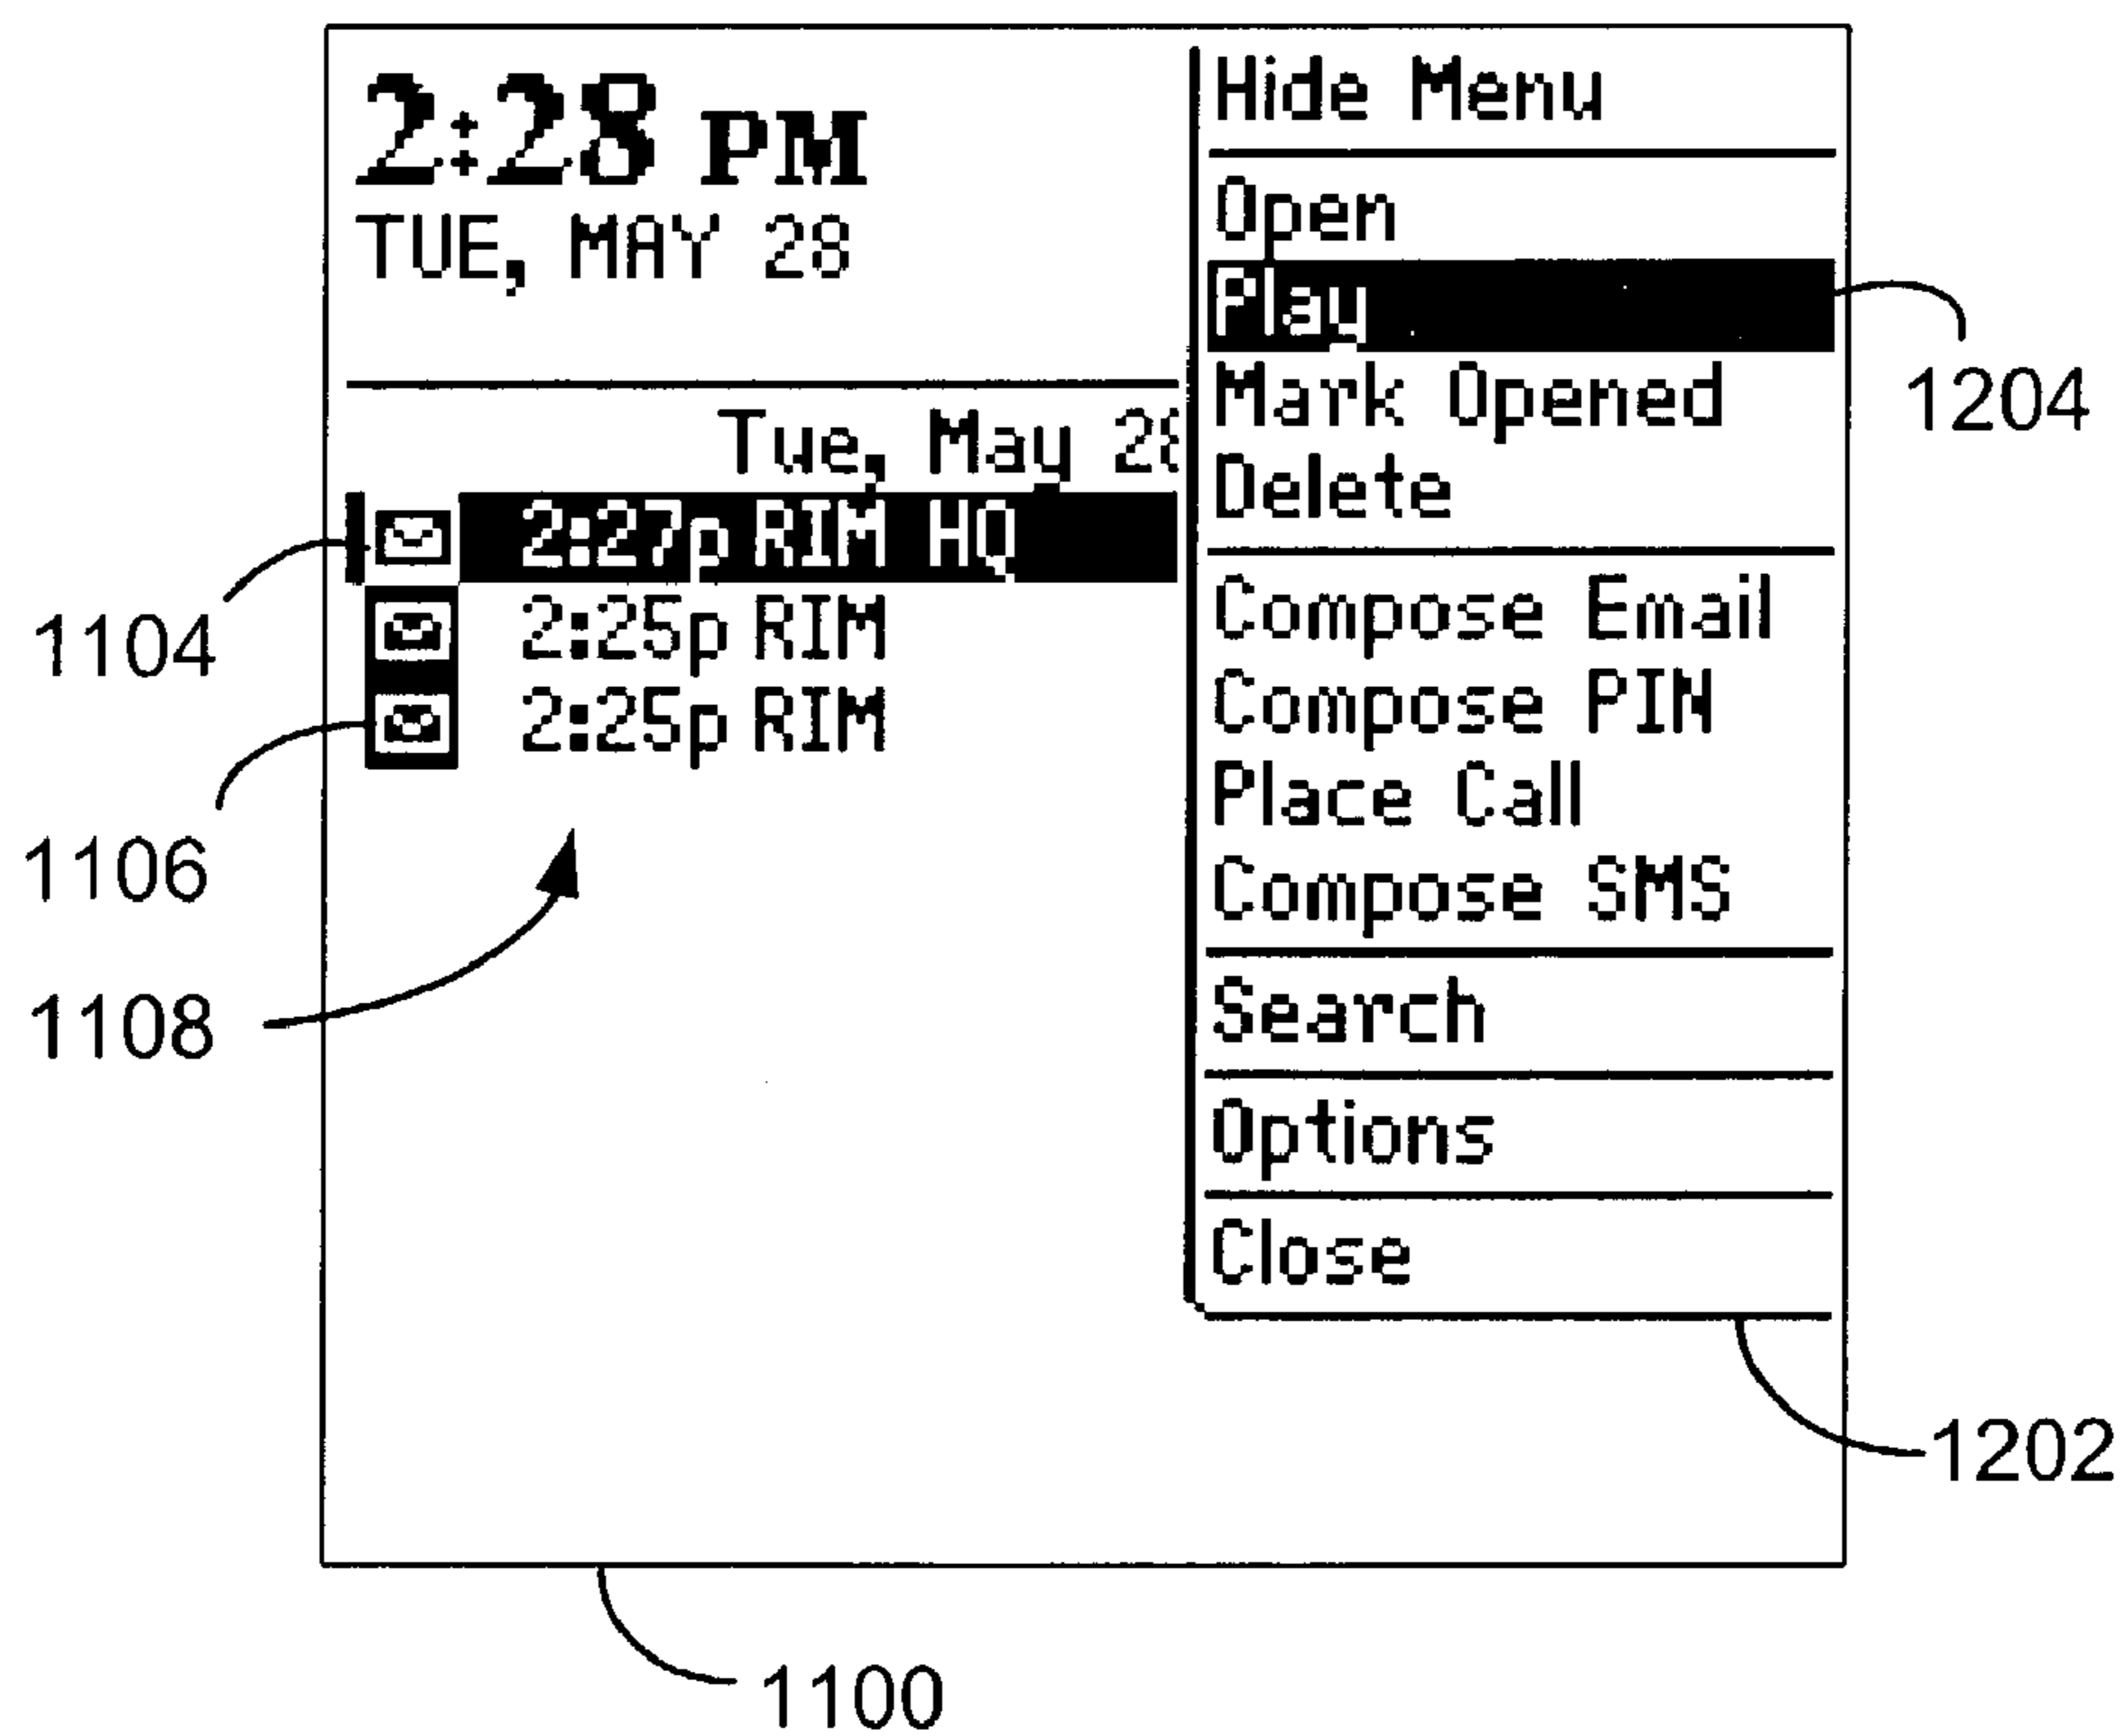 2:28 PM
TUE, MAY 28
Tue, May 28
2:27p RIM HQ
2:25p RIM
2:25p RIM
Hide Menu
Open
Play
Mark Opened
Delete
Compose Email
Compose PIN
Place Call
Compose SMS
Search
Options
Close
1104
1106
1108
1204
1202
1100